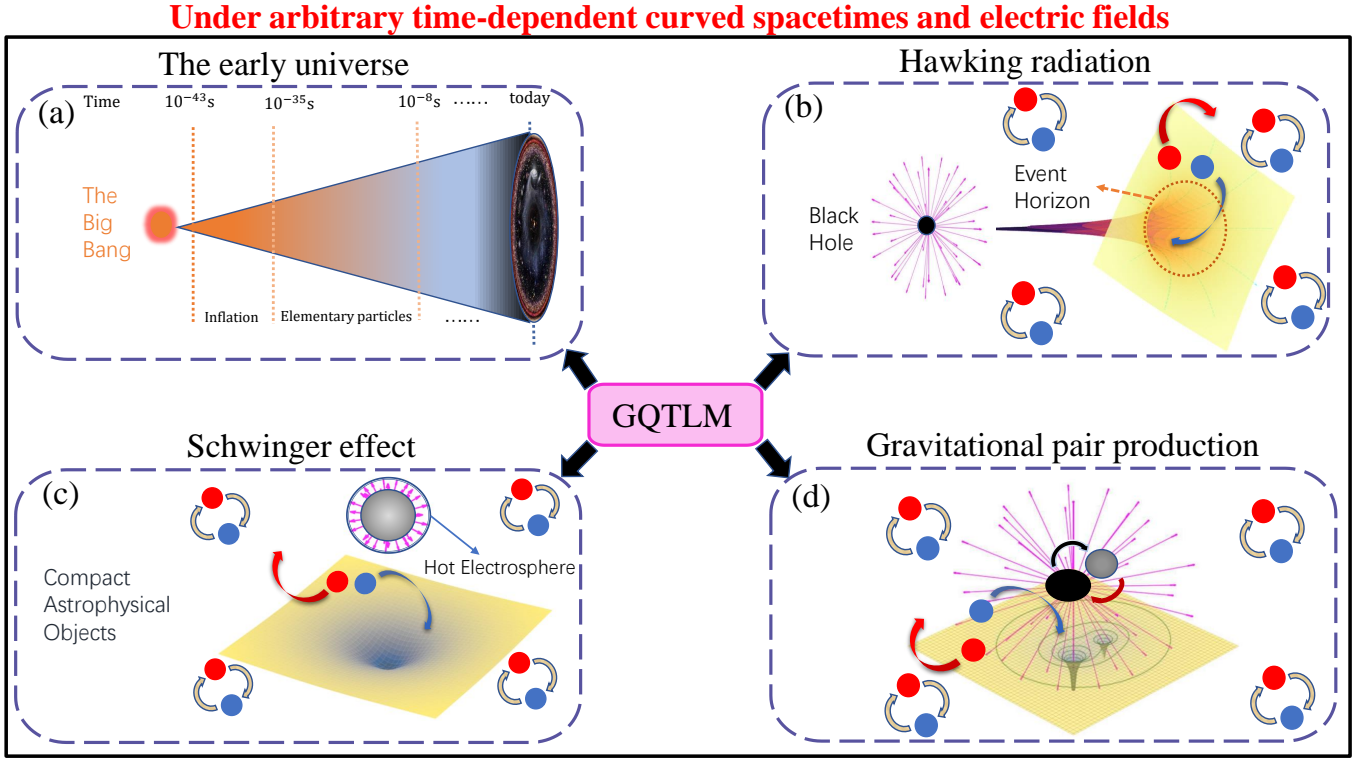 Under arbitrary time-dependent curved spacetimes and electric fields
The early universe
(a)
Time 10⁻⁴³s 10⁻³⁵s 10⁻⁸s …… today
The
Big
Bang
Inflation Elementary particles ……
Hawking radiation
(b)
Event
Horizon
Black
Hole
GQTLM
Schwinger effect
(c)
Hot Electrosphere
Compact
Astrophysical
Objects
Gravitational pair production
(d)